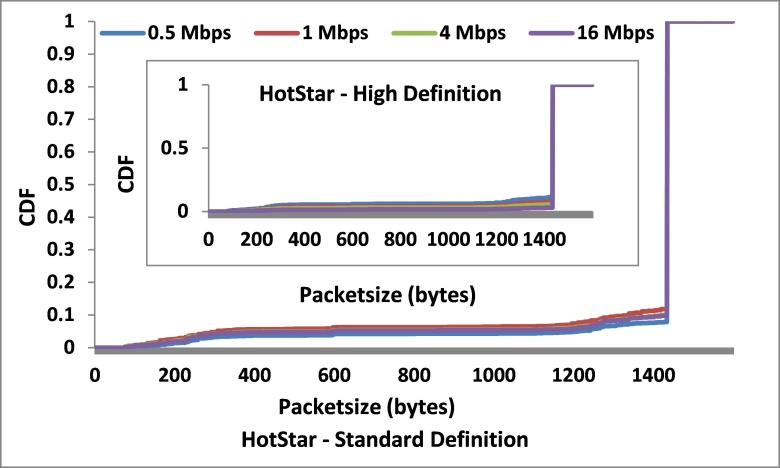 0.5 Mbps 1 Mbps 4 Mbps 16 Mbps
1
0.9
0.8
0.7
0.6
0.5
0.4
0.3
0.2
0.1
0
CDF
HotStar - High Definition
1
0.5
0
CDF
0 200 400 600 800 1000 1200 1400
Packetsize (bytes)
0 200 400 600 800 1000 1200 1400
Packetsize (bytes)
HotStar - Standard Definition